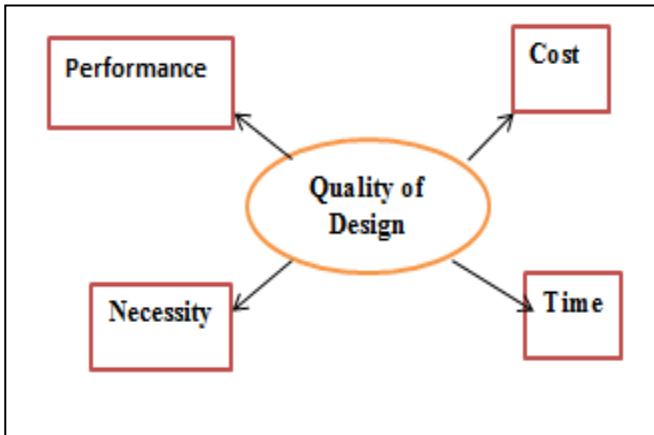 Performance
Cost
Quality of
Design
Necessity
Time